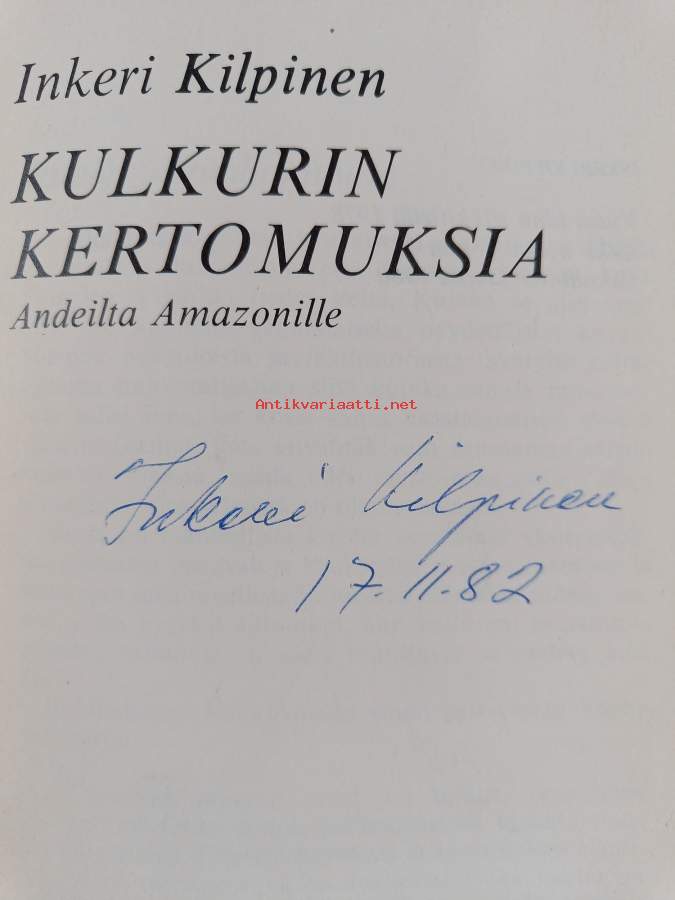 Inkeri Kilpinen
KULKURIN
KERTOMUKSIA
Andeilta Amazonille
Antikvariaatti.net
Inkeri Kilpinen
17.11.82